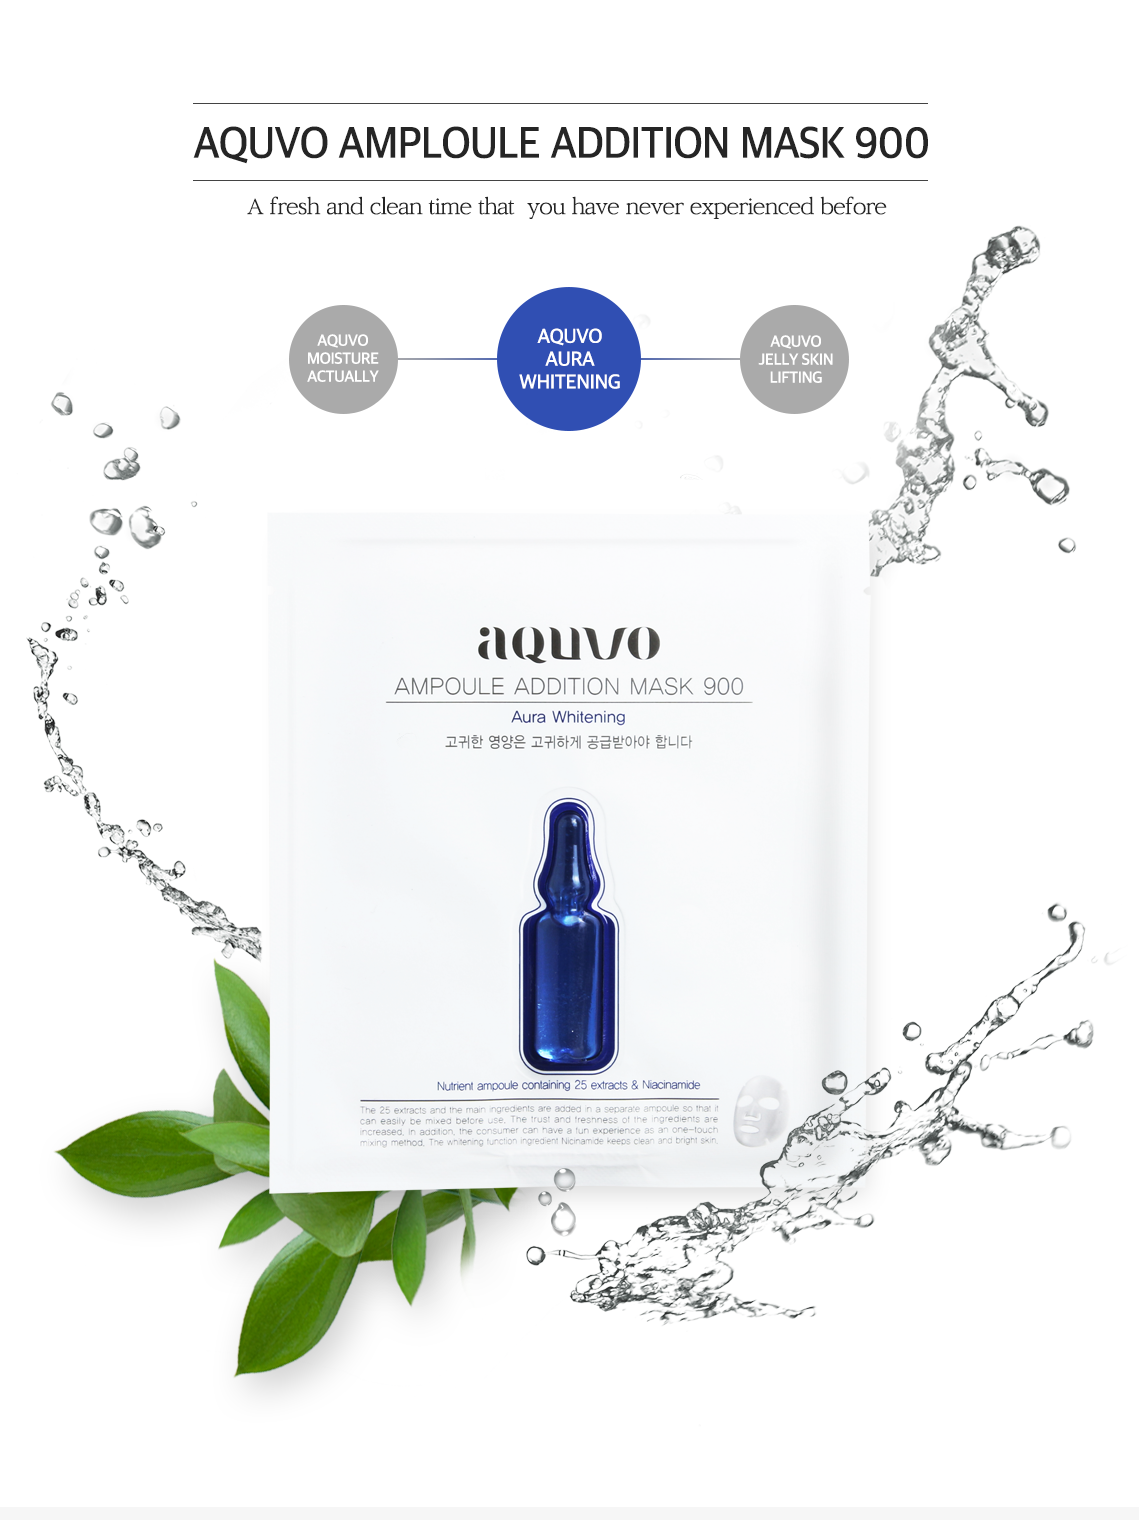 AQUVO AMPLOULE ADDITION MASK 900
A fresh and clean time that you have never experienced before
AQUVO
MOISTURE
ACTUALLY
AQUVO
AURA
WHITENING
AQUVO
JELLY SKIN
LIFTING
aquvo
AMPOULE ADDITION MASK 900
Aura Whitening
고귀한 영양은 고귀하게 공급받아야 합니다
Nutrient ampoule containing 25 extracts & Niacinamide
The 25 extracts and the main ingredients are added in a separate ampoule so that it
can easily be mixed before use. The trust and freshness of the ingredients are
increased. In addition, the consumer can have a fun experience as an one-touch
mixing method. The whitening function ingredient Nicinamide keeps clean and bright skin.